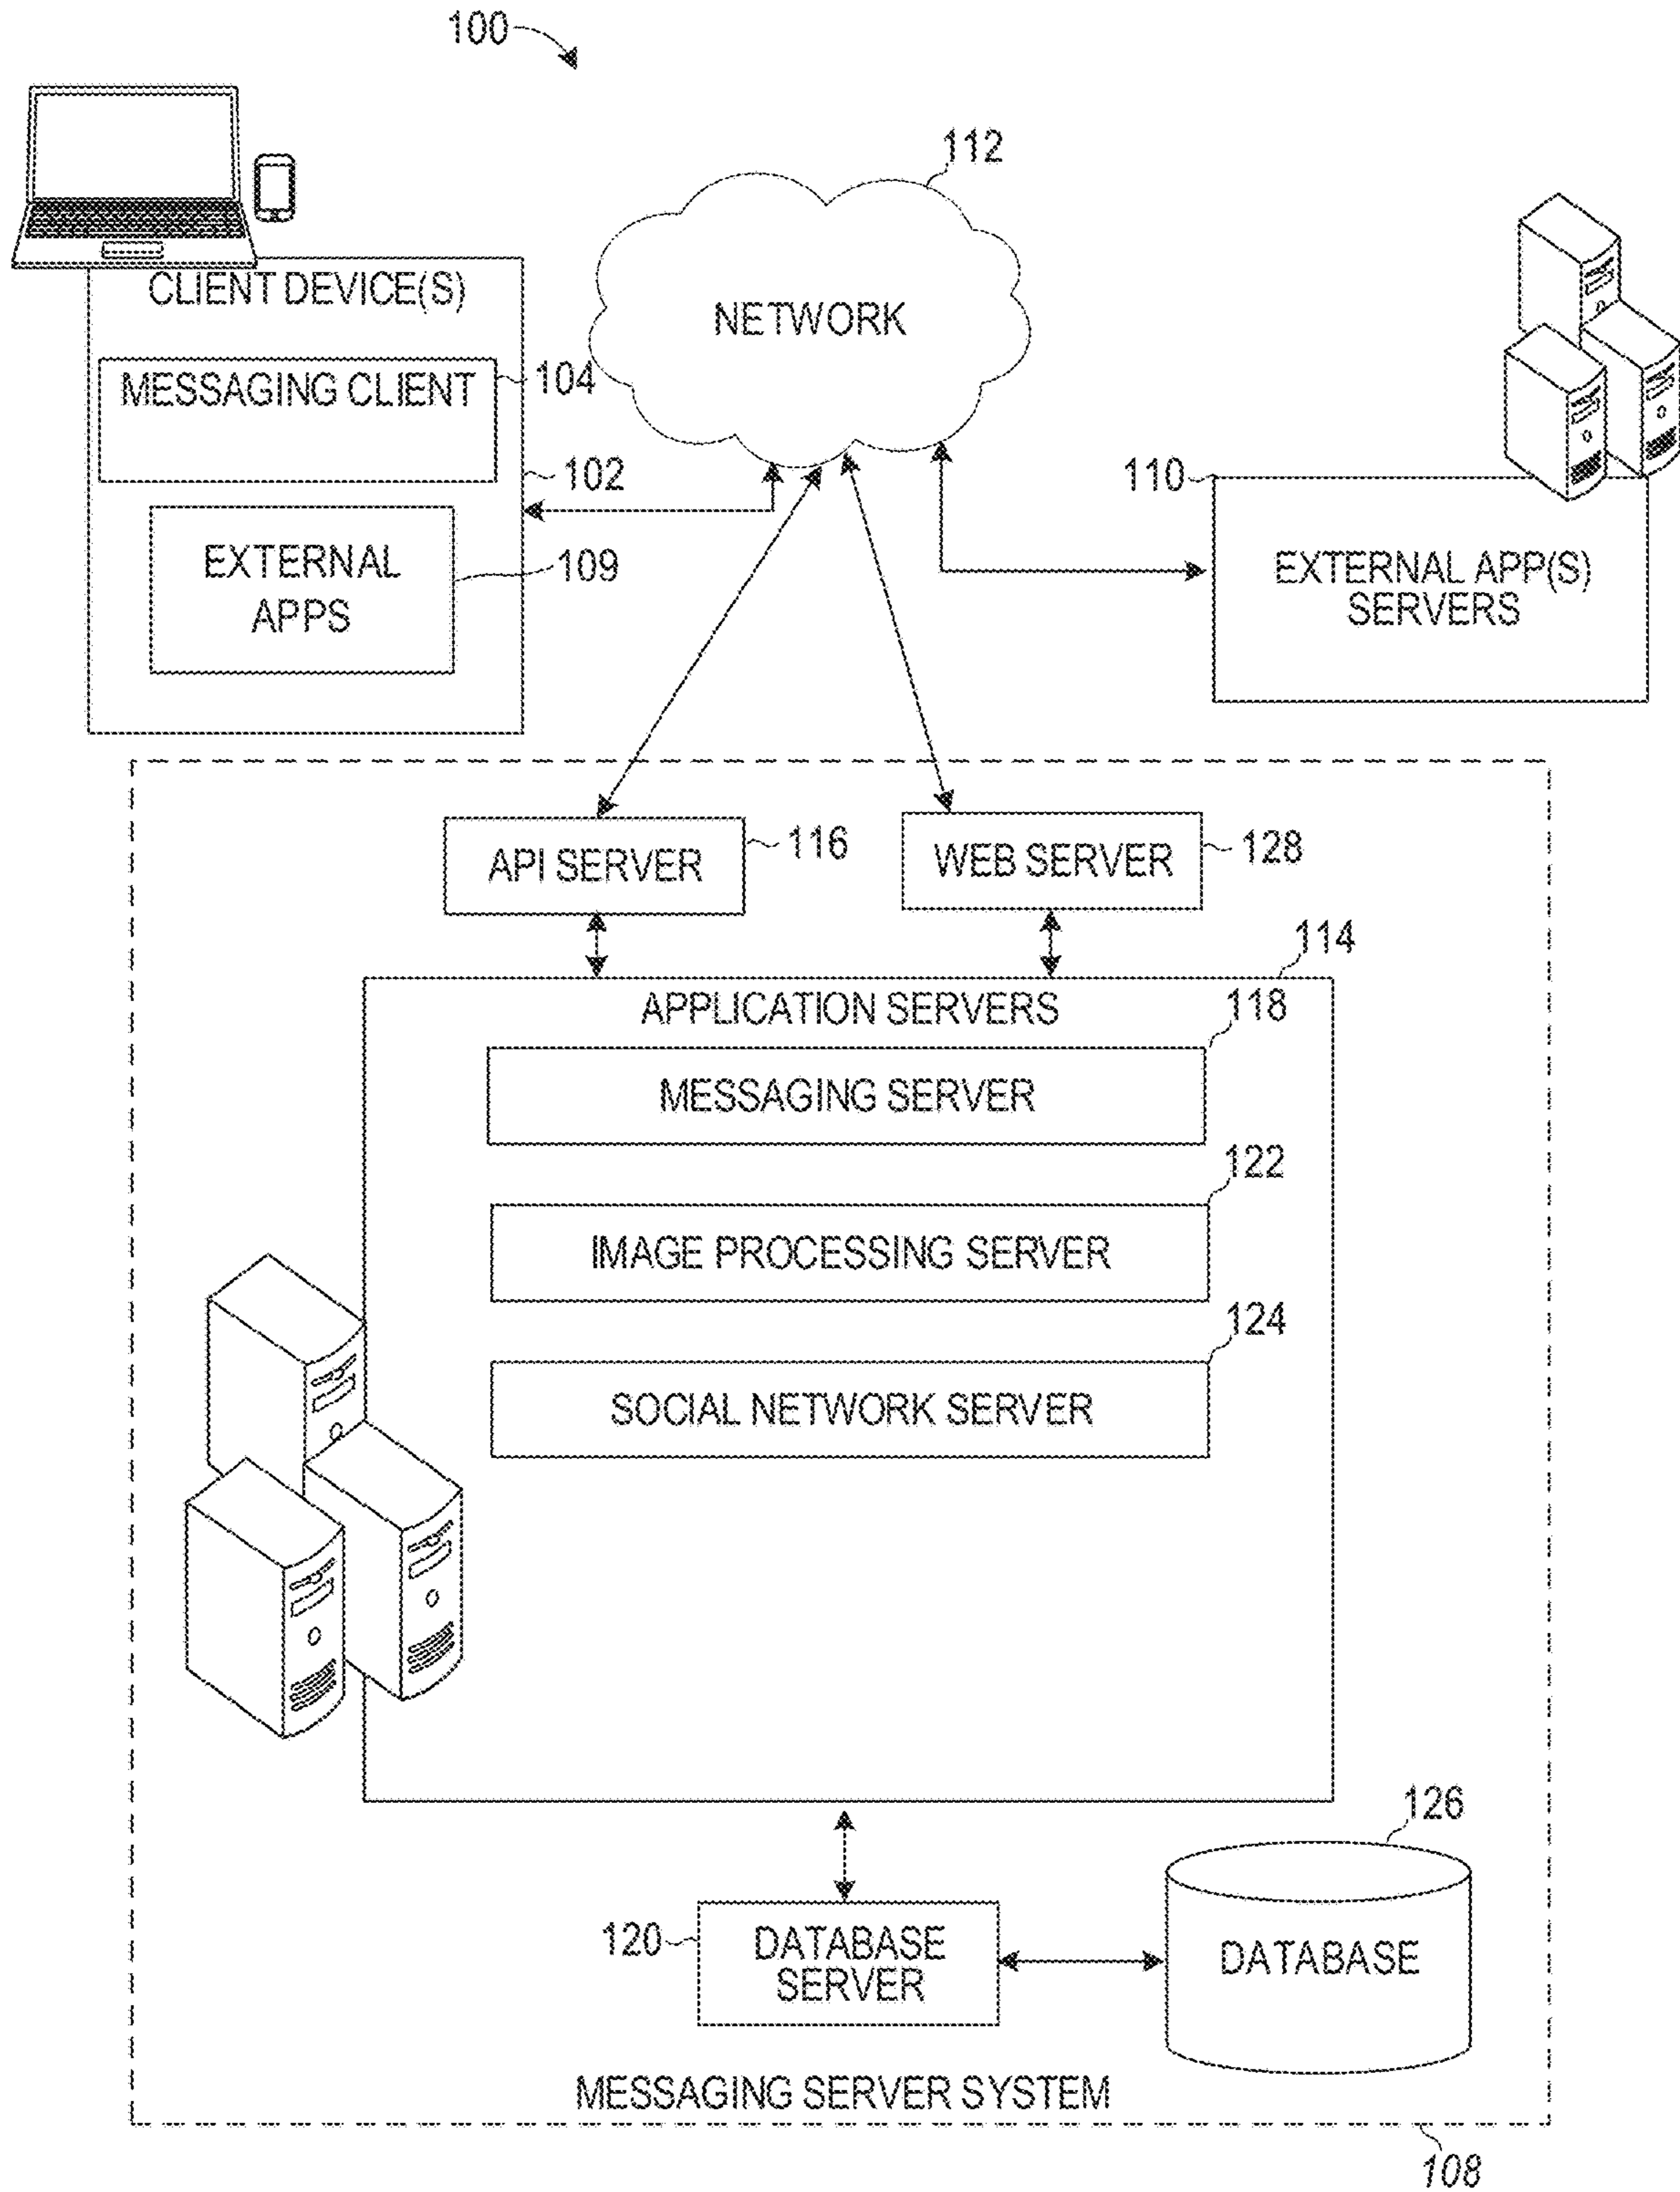 100
112
CLIENT DEVICE(S)
NETWORK
MESSAGING CLIENT
104
102
110
EXTERNAL
APPS
109
EXTERNAL APP(S)
SERVERS
API SERVER
116
WEB SERVER
128
114
APPLICATION SERVERS
118
MESSAGING SERVER
122
IMAGE PROCESSING SERVER
124
SOCIAL NETWORK SERVER
126
120
DATABASE
SERVER
DATABASE
MESSAGING SERVER SYSTEM
108